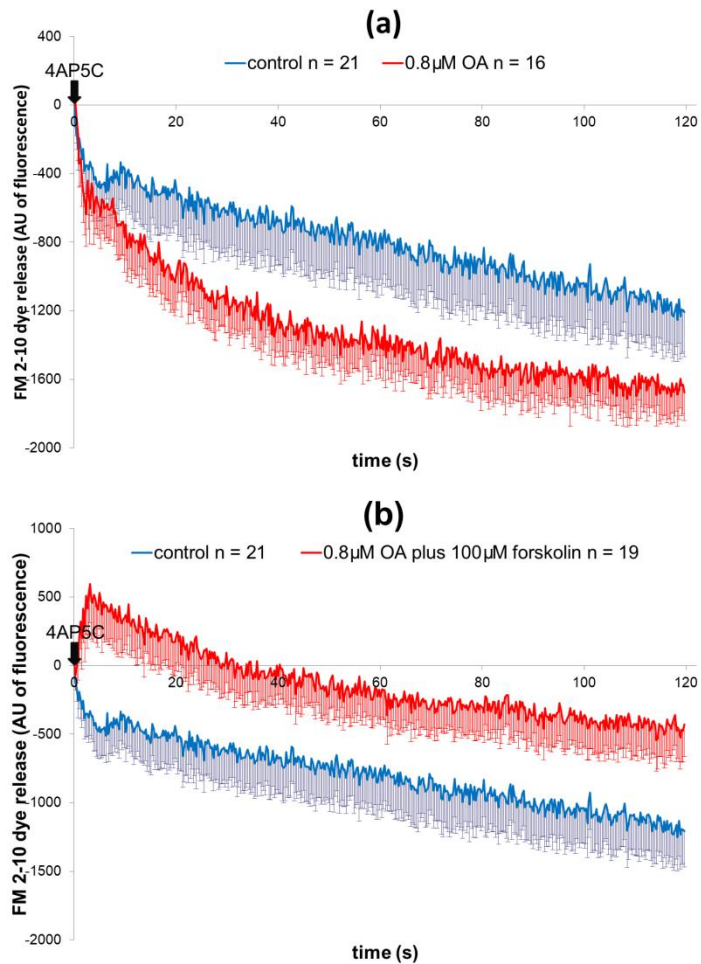 (a)
400
control n = 21
0.8µM OA n = 16
4AP5C
0
0 20 40 60 80 100 120
-400
-800
-1200
-1600
-2000
FM 2-10 dye release (AU of fluorescence)
time (s)
(b)
1000
control n = 21
0.8µM OA plus 100µM forskolin n = 19
500
4AP5C
0
0 20 40 60 80 100 120
-500
-1000
-1500
-2000
FM 2-10 dye release (AU of fluorescence)
time (s)